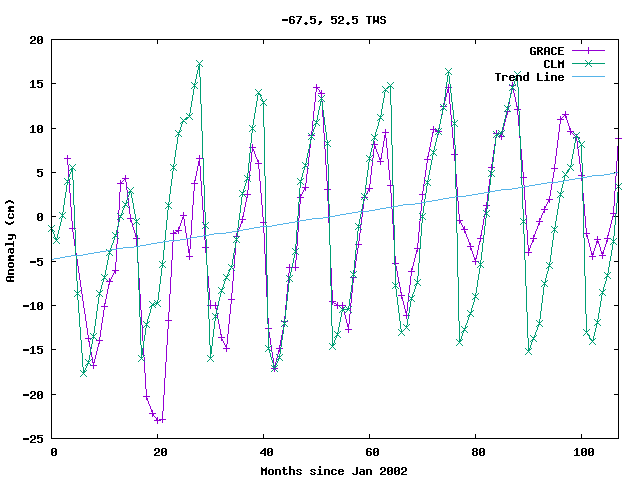 -67.5, 52.5 TWS
GRACE
CLM
Trend Line
20
15
10
5
0
-5
-10
-15
-20
-25
Anomaly (cm)
0 20 40 60 80 100
Months since Jan 2002